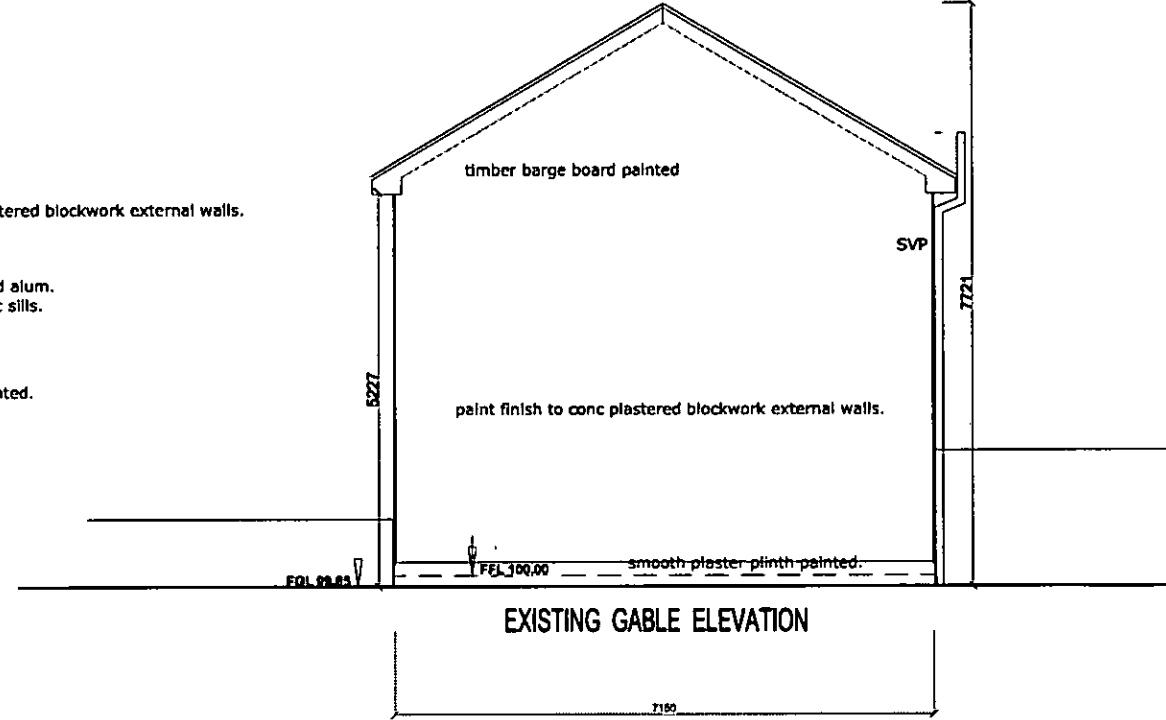 timber barge board painted
tered blockwork external walls.
SVP
d alum.
c sills.
7721
5227
ated.
paint finish to conc plastered blockwork external walls.
FFL 100.00
smooth plaster plinth painted.
FGL 99.85
EXISTING GABLE ELEVATION
7150